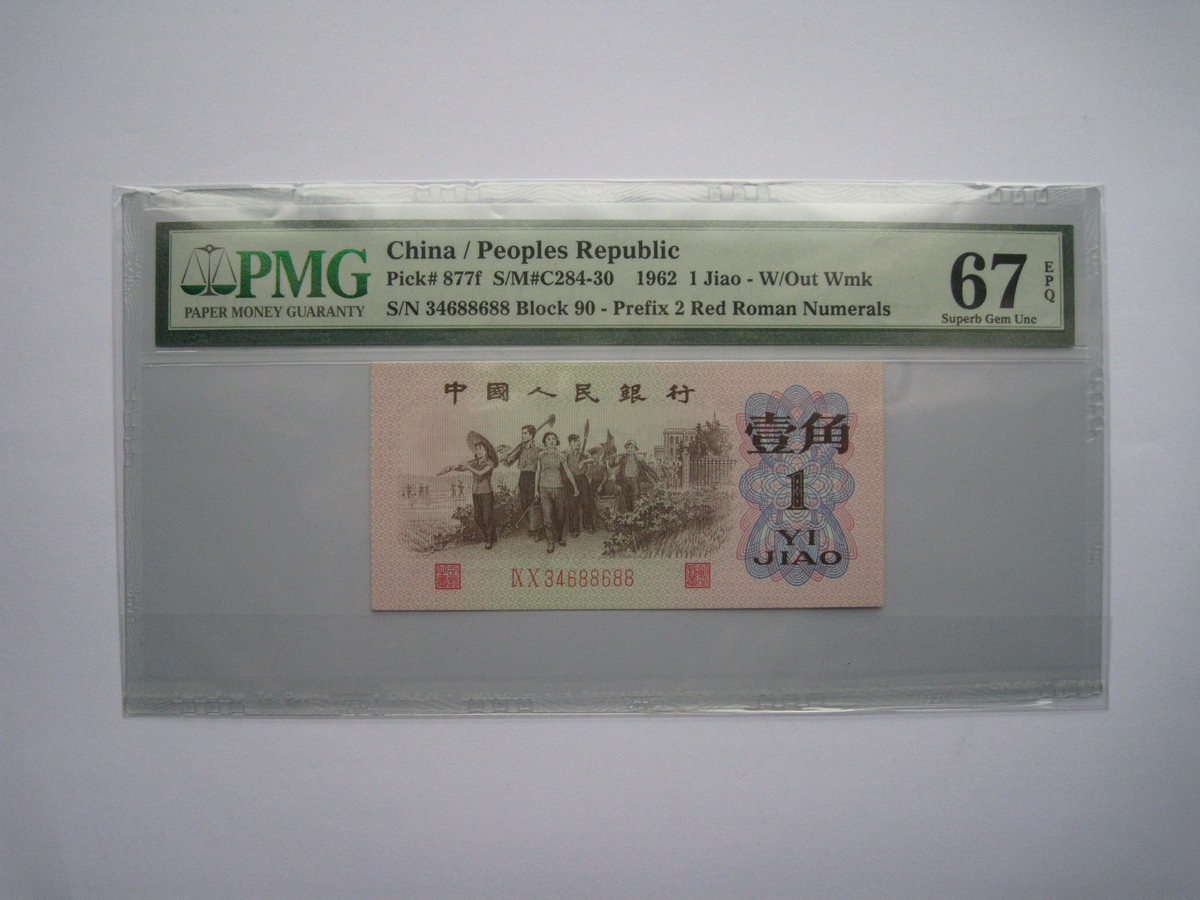 PMG
PAPER MONEY GUARANTY
China / Peoples Republic
Pick# 877f S/M#C284-30 1962 1 Jiao - W/Out Wmk
S/N 34688688 Block 90 - Prefix 2 Red Roman Numerals
67
EPQ
Superb Gem Unc
中國人民銀行
壹角
1
YI
JIAO
IX X 34688688